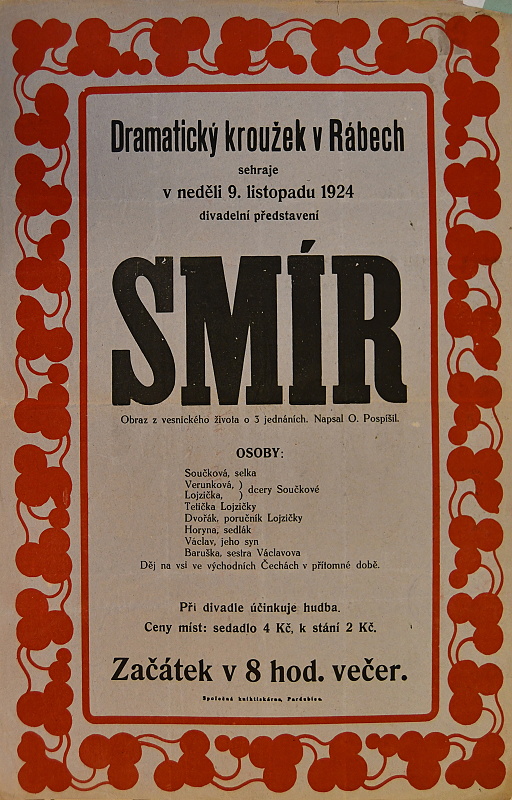 Dramatický kroužek v Rábech
sehraje
v neděli 9. listopadu 1924
divadelní představení
SMÍR
Obraz z vesnického života o 3 jednáních. Napsal O. Pospíšil.
OSOBY:
Součková, selka
Verunková, )
Lojzička, ) dcery Součkové
Tetička Lojzičky
Dvořák, poručník Lojzičky
Horyna, sedlák
Václav, jeho syn
Baruška, sestra Václavova
Děj na vsi ve východních Čechách v přítomné době.
Při divadle účinkuje hudba.
Ceny míst: sedadlo 4 Kč, k stání 2 Kč.
Začátek v 8 hod. večer.
Společná knihtiskárna, Pardubice.